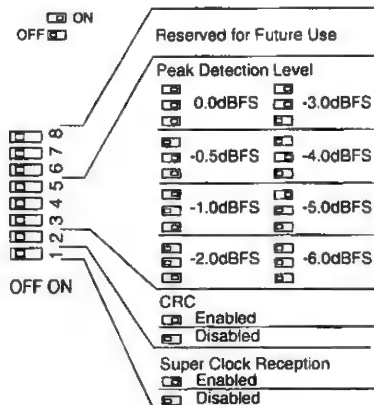 ON
OFF
Reserved for Future Use
Peak Detection Level
0.0dBFS -3.0dBFS
-0.5dBFS -4.0dBFS
-1.0dBFS -5.0dBFS
-2.0dBFS -6.0dBFS
8
7
6
5
4
3
2
1
OFF ON
CRC
Enabled
Disabled
Super Clock Reception
Enabled
Disabled